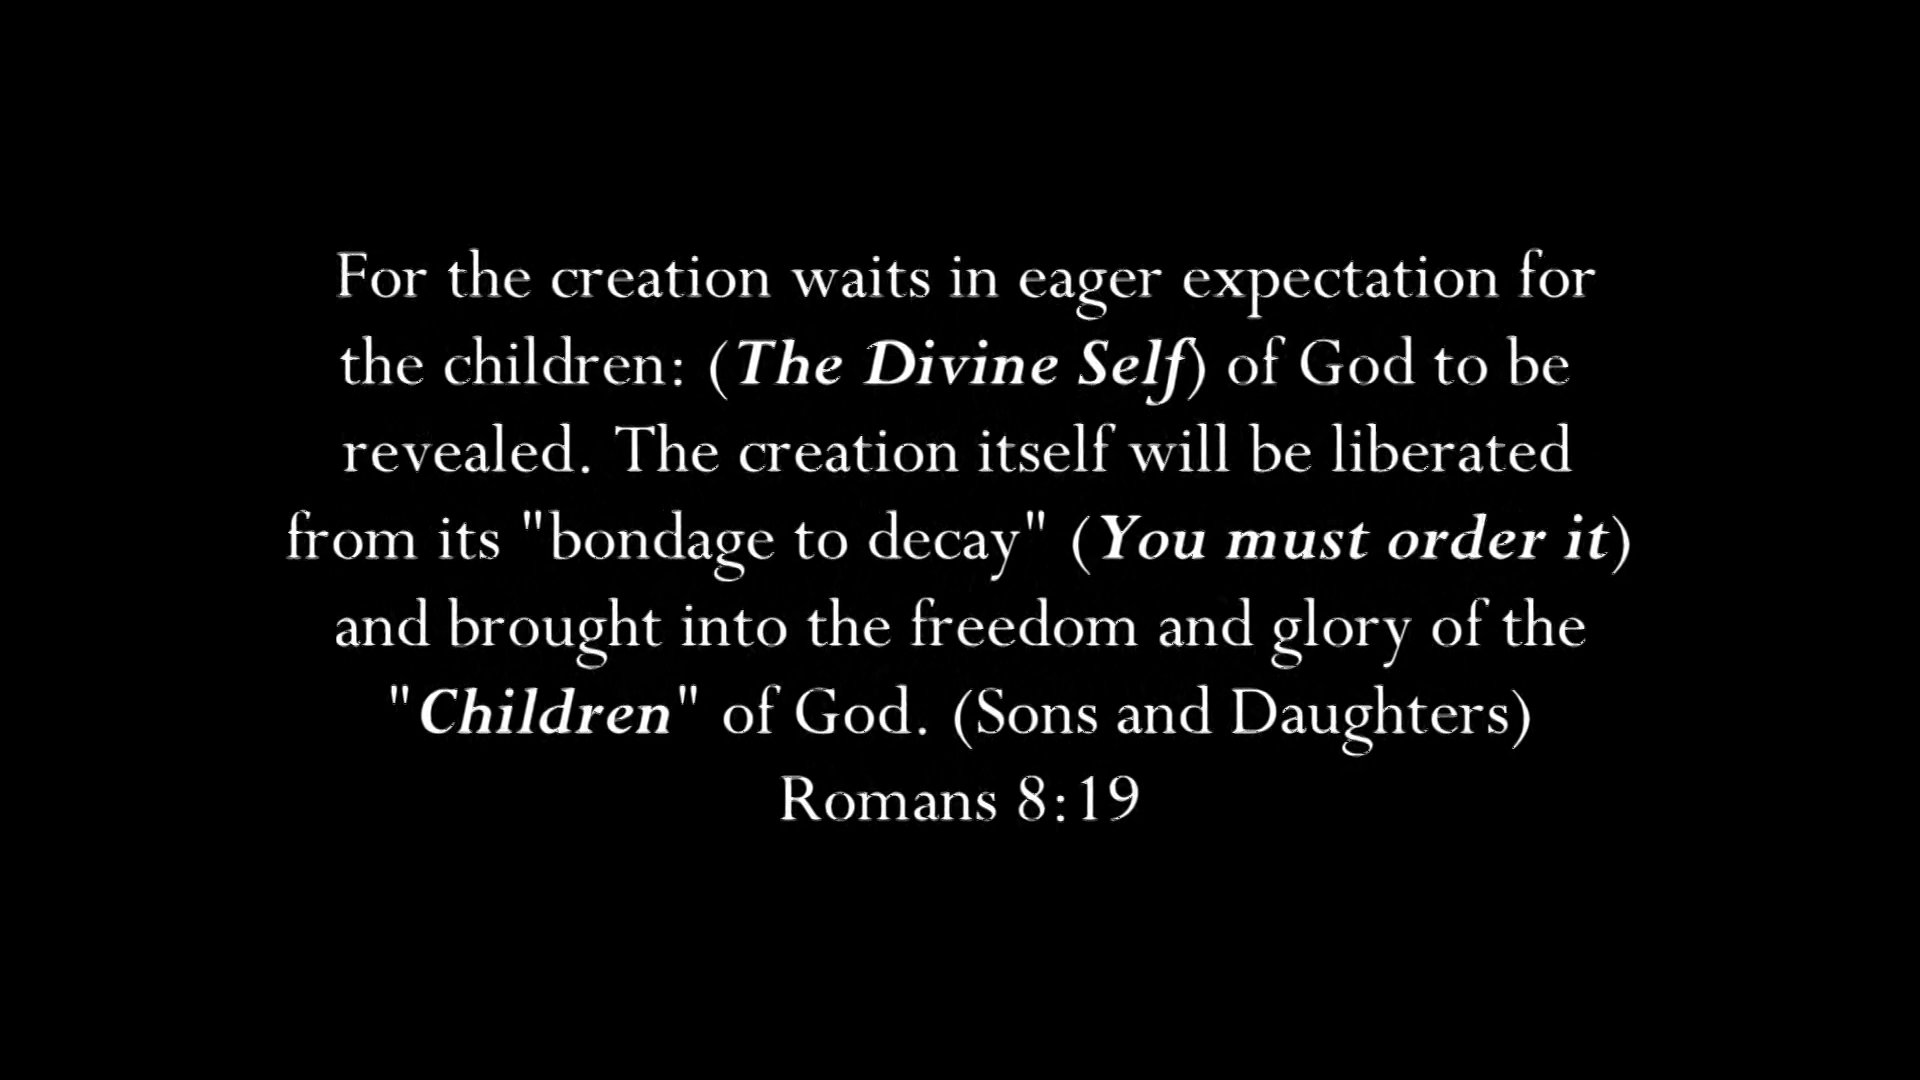 For the creation waits in eager expectation for
the children: (The Divine Self) of God to be
revealed. The creation itself will be liberated
from its "bondage to decay" (You must order it)
and brought into the freedom and glory of the
"Children" of God. (Sons and Daughters)
Romans 8:19